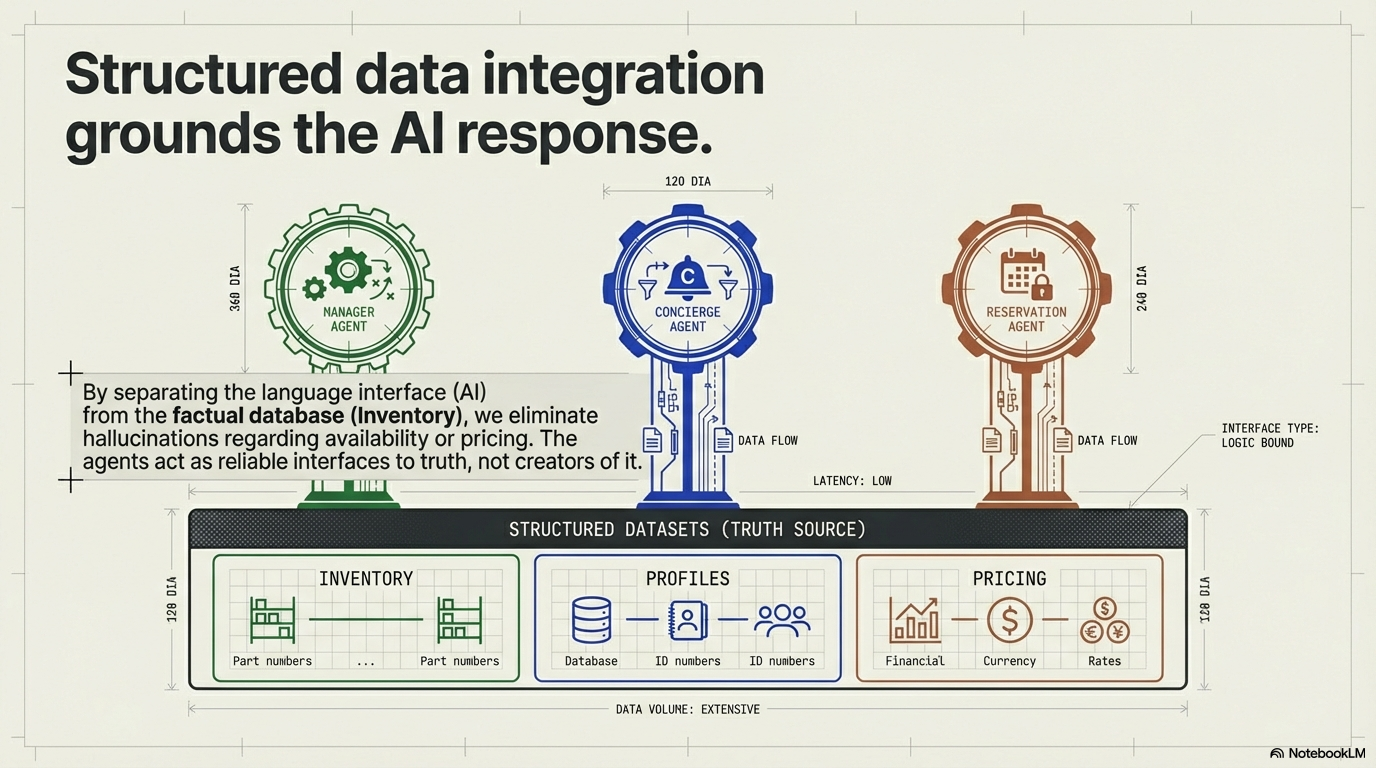 Structured data integration
grounds the AI response.
120 DIA
360 DIA
MANAGER
AGENT
C
CONCIERGE
AGENT
RESERVATION
AGENT
240 DIA
By separating the language interface (AI)
from the factual database (Inventory), we eliminate
hallucinations regarding availability or pricing. The
agents act as reliable interfaces to truth, not creators of it.
DATA FLOW
DATA FLOW
INTERFACE TYPE:
LOGIC BOUND
LATENCY: LOW
STRUCTURED DATASETS (TRUTH SOURCE)
120 DIA
INVENTORY
Part numbers
...
Part numbers
PROFILES
Database
ID numbers
ID numbers
PRICING
$
$
€
¥
Financial
Currency
Rates
DATA VOLUME: EXTENSIVE
NotebookLM